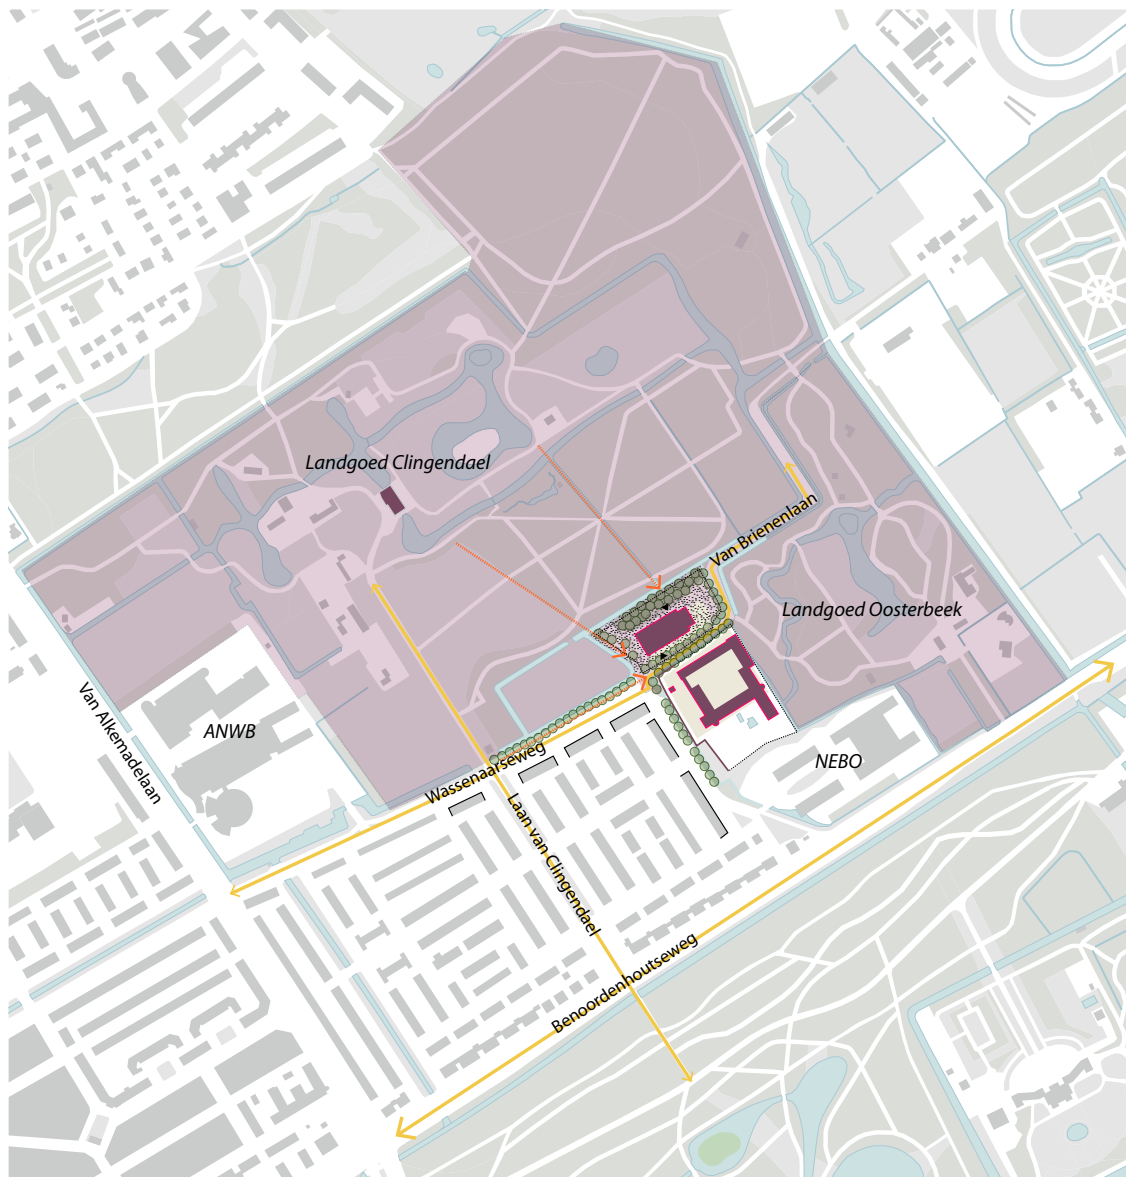 Landgoed Clingendael
Van Brienenlaan
Landgoed Oosterbeek
Van Alkemadelaan
ANWB
NEBO
Wassenaarseweg
Laan van Clingendael
Benoordenhoutseweg